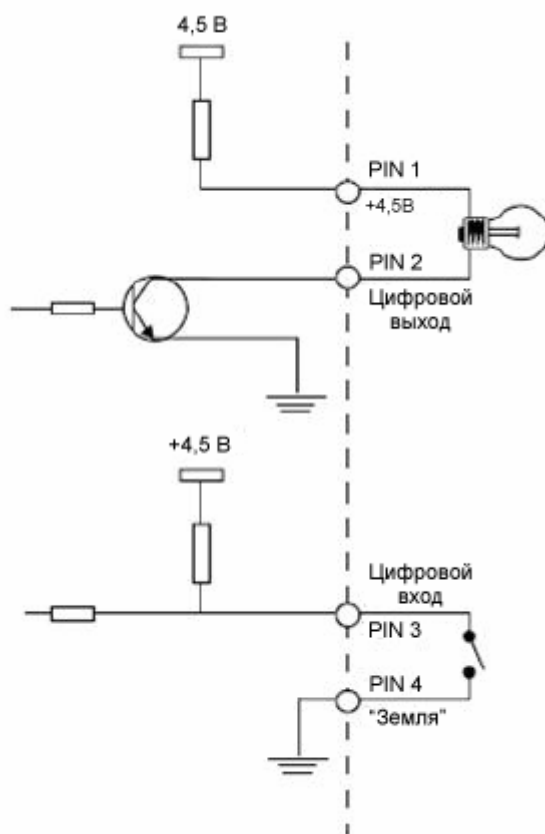 4,5 В
PIN 1
+4,5В
PIN 2
Цифровой
выход
+4,5 В
Цифровой
вход
PIN 3
PIN 4
"Земля"